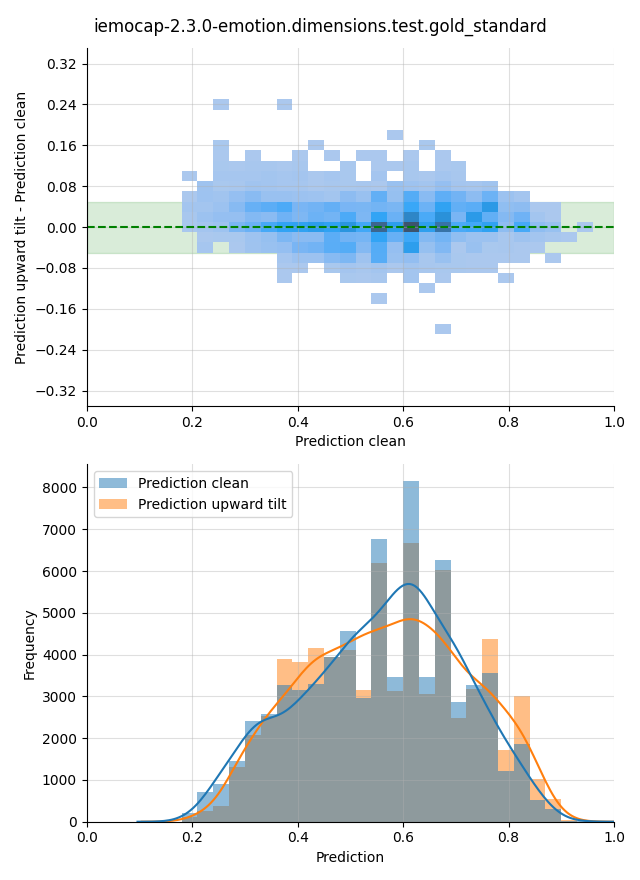 iemocap-2.3.0-emotion.dimensions.test.gold_standard
Prediction upward tilt - Prediction clean
0.32
0.24
0.16
0.08
0.00
−0.08
−0.16
−0.24
−0.32
0.0 0.2 0.4 0.6 0.8 1.0
Prediction clean
Frequency
8000
7000
6000
5000
4000
3000
2000
1000
0
Prediction clean
Prediction upward tilt
0.0 0.2 0.4 0.6 0.8 1.0
Prediction